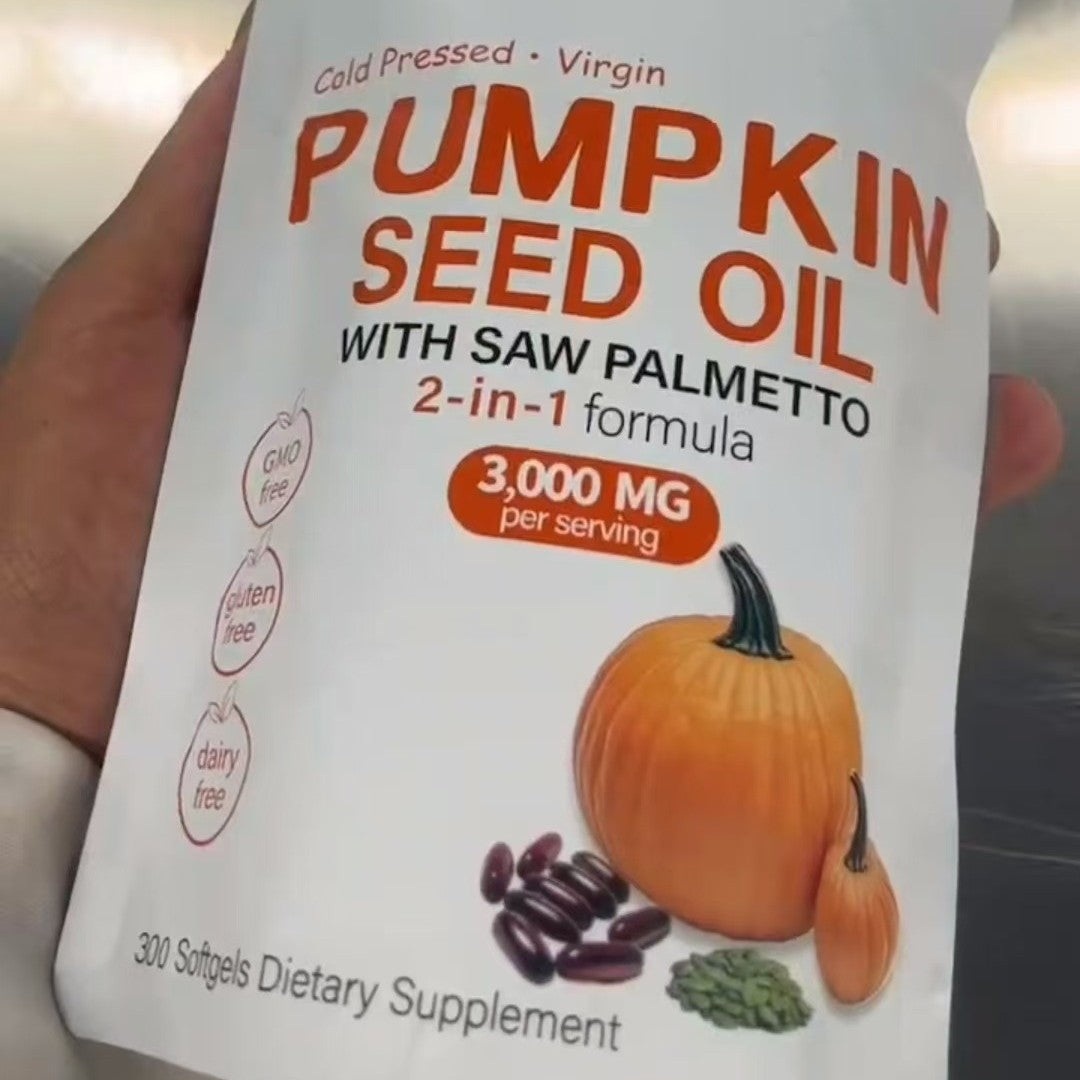 Cold Pressed • Virgin
PUMPKIN
SEED OIL
WITH SAW PALMETTO
2-in-1 formula
3,000 MG
per serving
GMO
free
gluten
free
dairy
free
300 Softgels Dietary Supplement